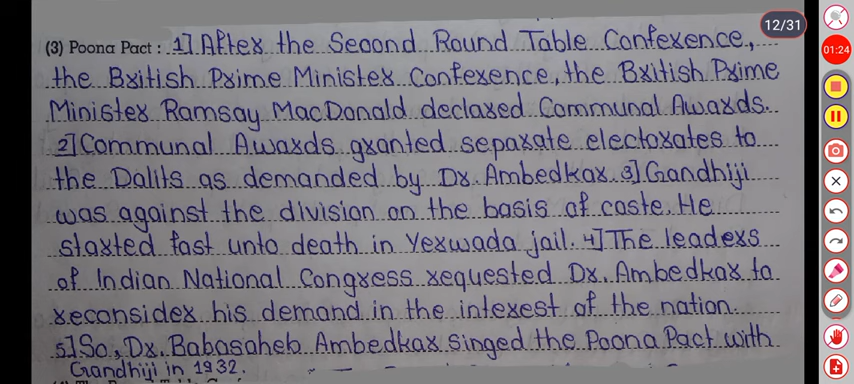 12/31
(3) Poona Pact : 1] After the Second Round Table Conference,
01:24
the British Prime Minister Conference, the British Prime
Minister Ramsay MacDonald declared Communal Awards.
2] Communal Awards granted separate electorates to
the Dalits as demanded by Dr. Ambedkar. 3] Gandhiji
was against the division on the basis of caste. He
started fast unto death in Yerwada jail. 4] The leaders
of Indian National Congress requested Dr. Ambedkar to
reconsider his demand in the interest of the nation.
5] So, Dr. Babasaheb Ambedkar singed the Poona Pact with
Gandhiji in 1932.